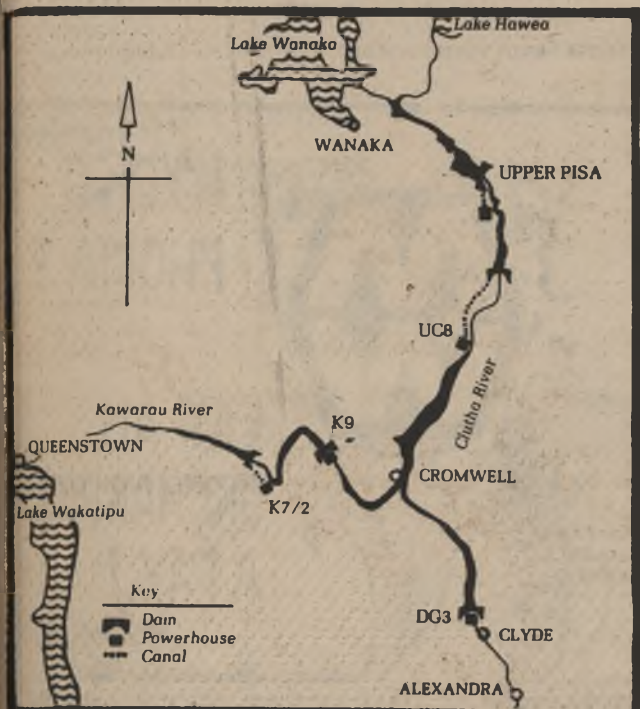 Lake Hawea
Lake Wanaka
WANAKA
N
UPPER PISA
UC8
Clutha River
Kawarau River
K9
QUEENSTOWN
CROMWELL
K7/2
Lake Wakatipu
Key
Dam
Powerhouse
Canal
DG3
CLYDE
ALEXANDRA